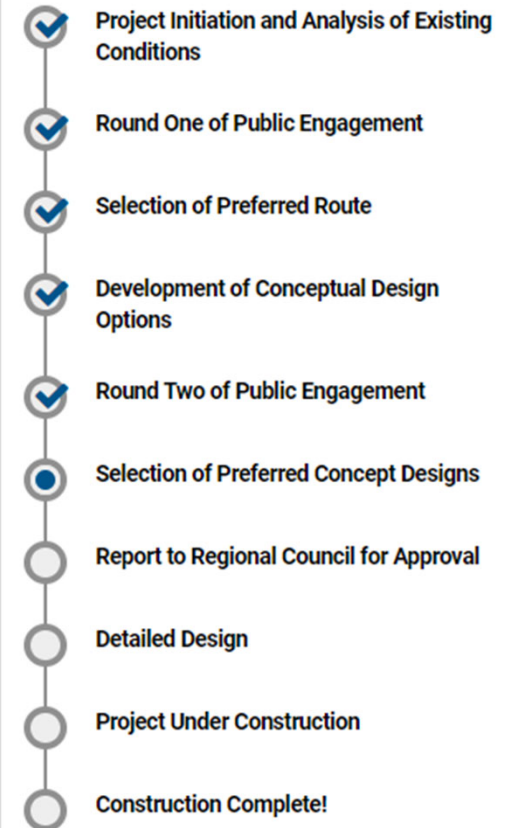 Project Initiation and Analysis of Existing
Conditions
Round One of Public Engagement
Selection of Preferred Route
Development of Conceptual Design
Options
Round Two of Public Engagement
Selection of Preferred Concept Designs
Report to Regional Council for Approval
Detailed Design
Project Under Construction
Construction Complete!